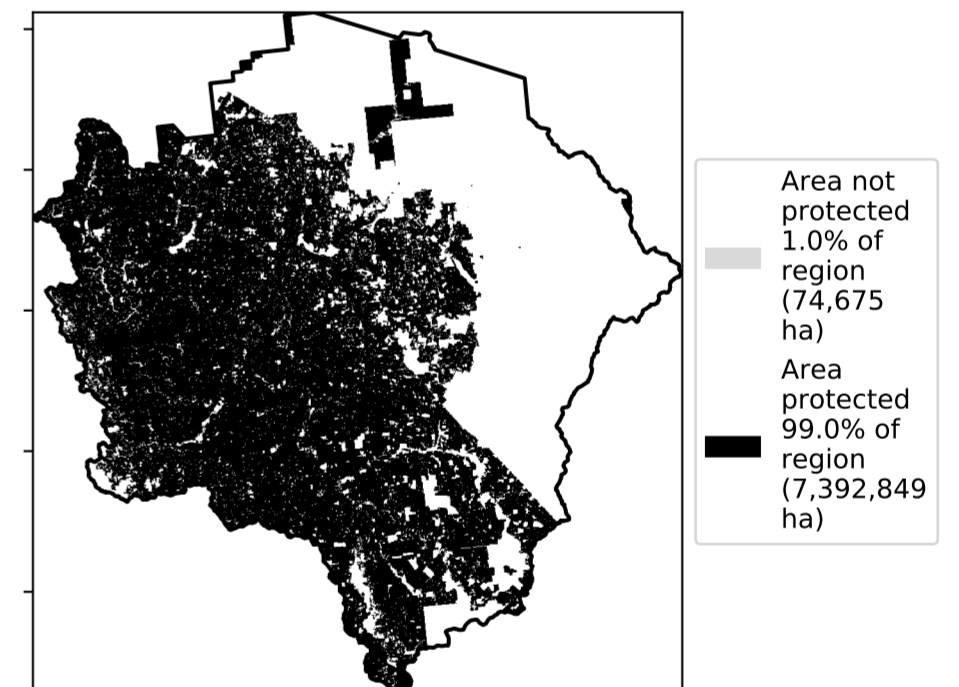 Area not
protected
1.0% of
region
(74,675
ha)
Area
protected
99.0% of
region
(7,392,849
ha)